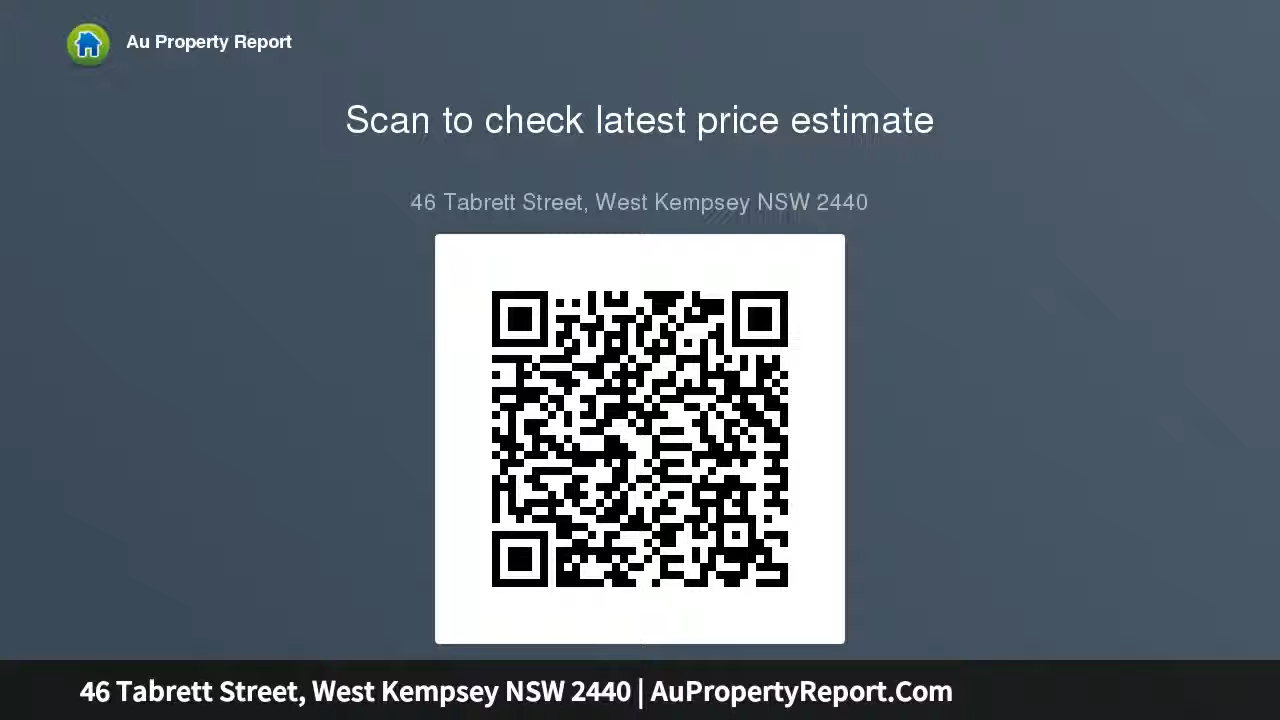 Au Property Report
Scan to check latest price estimate
46 Tabrett Street, West Kempsey NSW 2440
46 Tabrett Street, West Kempsey NSW 2440 | AuPropertyReport.Com